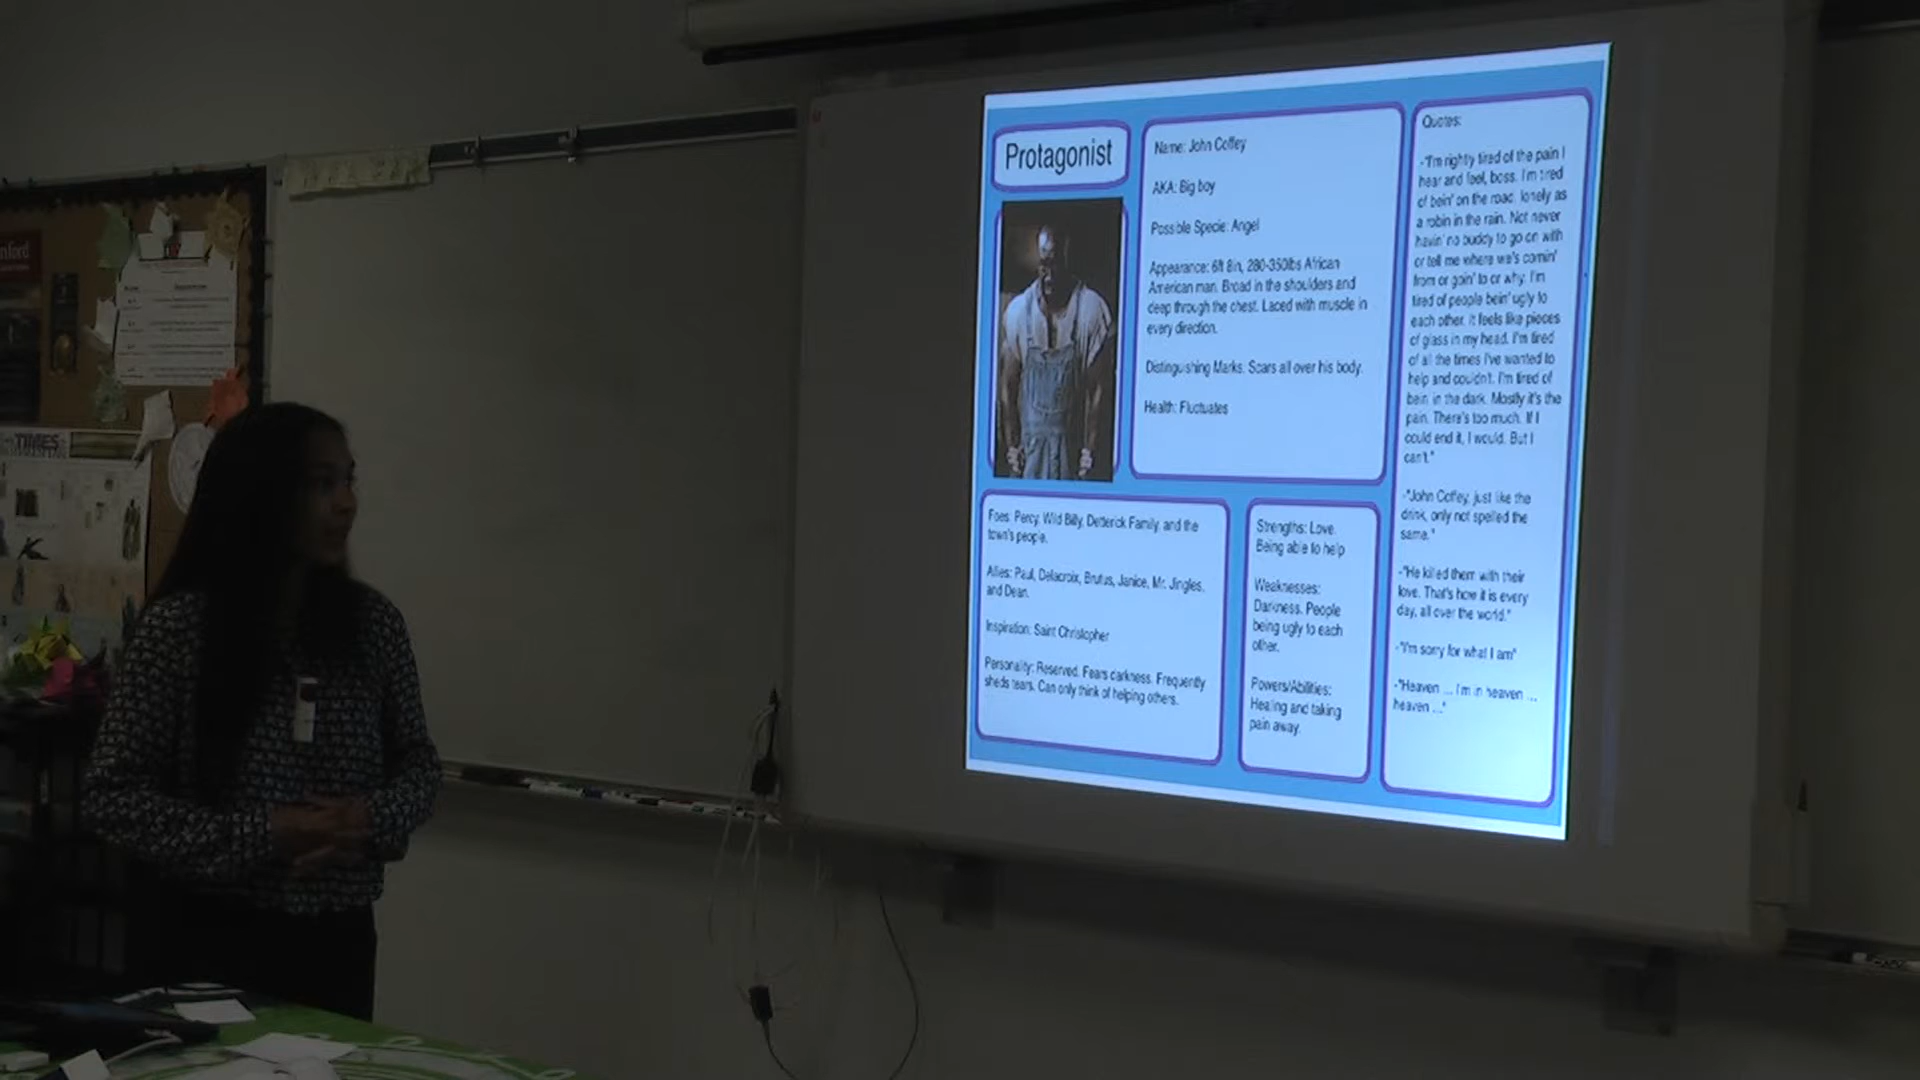 Protagonist
Name: John Coffey
AKA: Big boy
Possible Specie: Angel
Appearance: 6ft 8in, 280-350lbs African
American man. Broad in the shoulders and
deep through the chest. Laced with muscle in
every direction.
Distinguishing Marks. Scars all over his body.
Health: Fluctuates
Foes: Percy, Wild Billy, Detterick Family, and the
town's people.
Allies: Paul, Delacroix, Brutus, Janice, Mr. Jingles,
and Dean.
Inspiration: Saint Christopher
Personality: Reserved. Fears darkness. Frequently
sheds tears. Can only think of helping others.
Strengths: Love.
Being able to help
Weaknesses:
Darkness. People
being ugly to each
other.
Powers/Abilities:
Healing and taking
pain away.
Quotes:
-"I'm rightly tired of the pain I
hear and feel, boss. I'm tired
of bein' on the road, lonely as
a robin in the rain. Not never
havin' no buddy to go on with
or tell me where we's comin'
from or goin' to or why. I'm
tired of people bein' ugly to
each other. It feels like pieces
of glass in my head. I'm tired
of all the times I've wanted to
help and couldn't. I'm tired of
bein in the dark. Mostly it's the
pain. There's too much. If I
could end it, I would. But I
can't."
-"John Coffey, just like the
drink, only not spelled the
same."
-"He killed them with their
love. That's how it is every
day, all over the world."
-"I'm sorry for what I am"
-"Heaven ... I'm in heaven ...
heaven ..."
TIMES